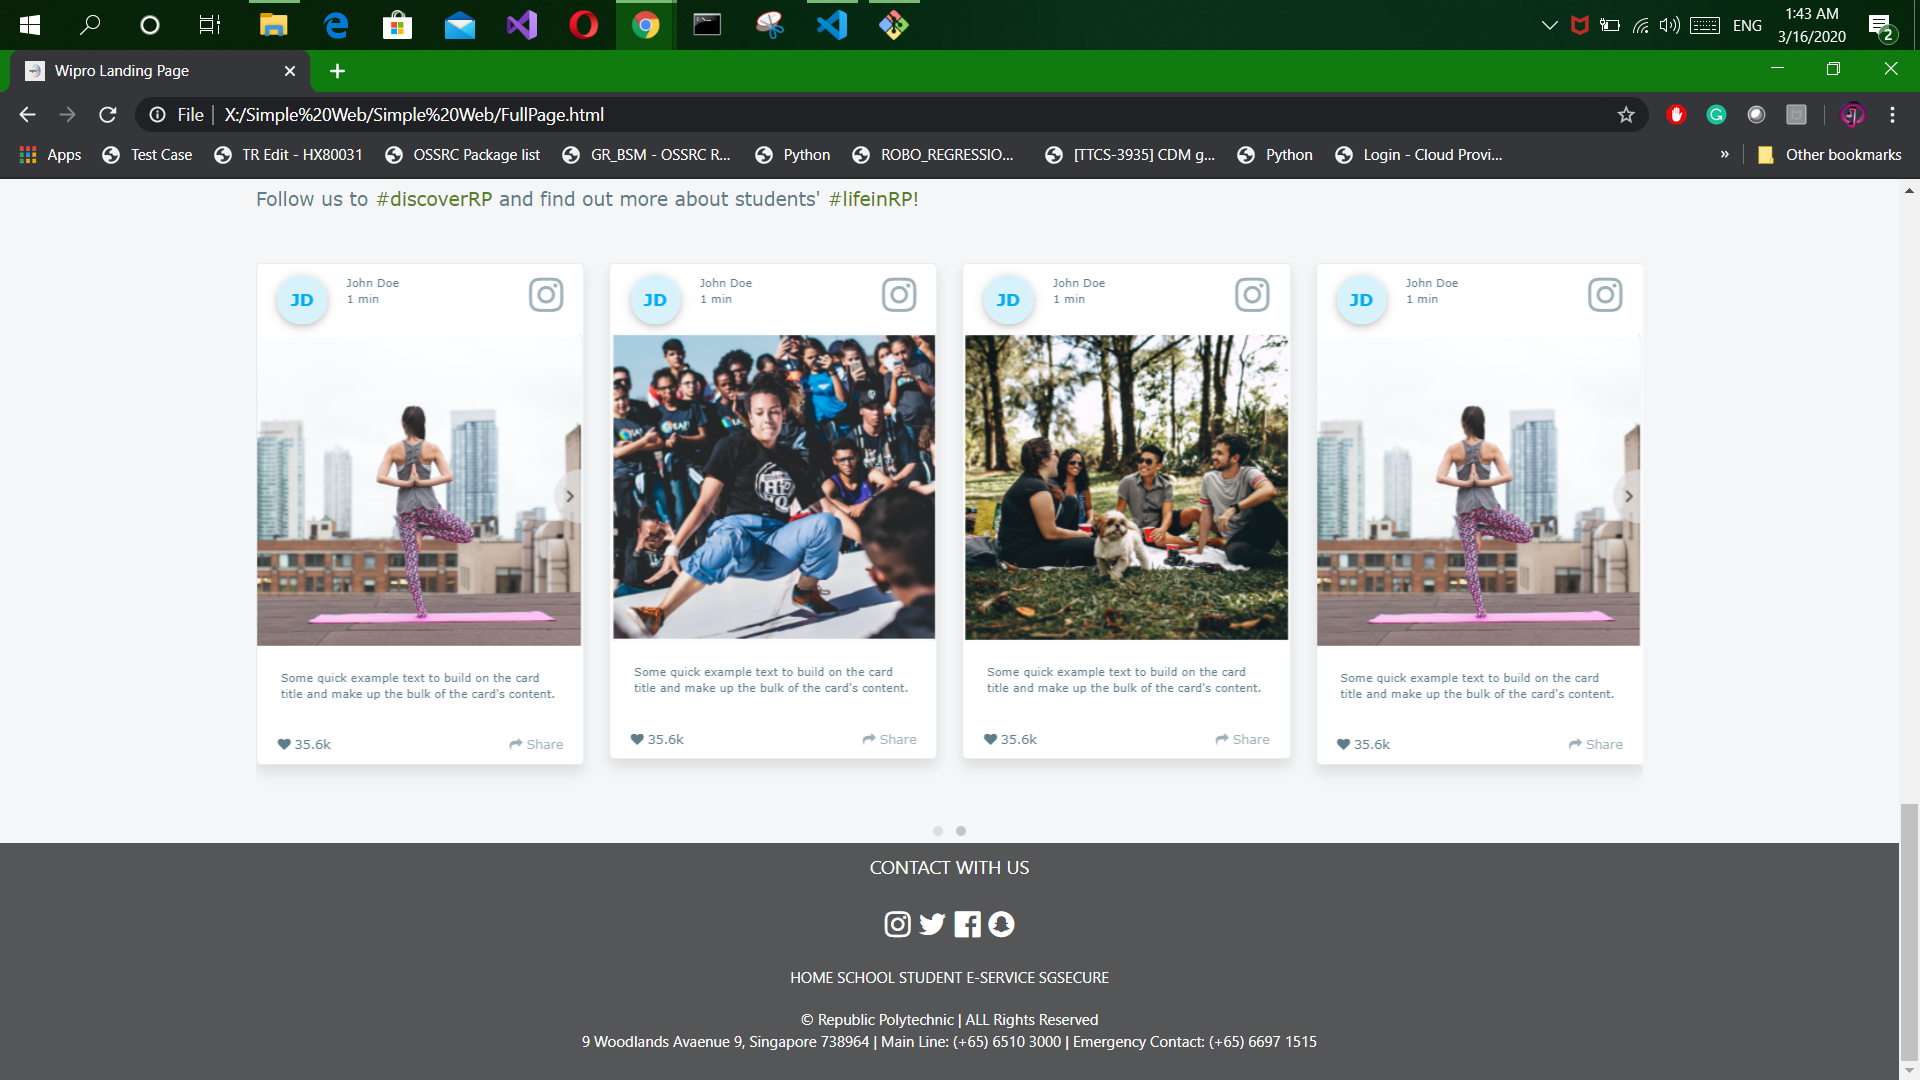 ENG
1:43 AM
3/16/2020
2
Wipro Landing Page
File | X:/Simple%20Web/Simple%20Web/FullPage.html
Apps Test Case TR Edit - HX80031 OSSRC Package list GR_BSM - OSSRC R... Python ROBO_REGRESSIO... [TTCS-3935] CDM g... Python Login - Cloud Provi... » Other bookmarks
Follow us to #discoverRP and find out more about students' #lifeinRP!
JD
John Doe
1 min
Some quick example text to build on the card
title and make up the bulk of the card's content.
35.6k Share
JD
John Doe
1 min
Some quick example text to build on the card
title and make up the bulk of the card's content.
35.6k Share
JD
John Doe
1 min
Some quick example text to build on the card
title and make up the bulk of the card's content.
35.6k Share
JD
John Doe
1 min
Some quick example text to build on the card
title and make up the bulk of the card's content.
35.6k Share
CONTACT WITH US
HOME SCHOOL STUDENT E-SERVICE SGSECURE
© Republic Polytechnic | ALL Rights Reserved
9 Woodlands Avaenue 9, Singapore 738964 | Main Line: (+65) 6510 3000 | Emergency Contact: (+65) 6697 1515